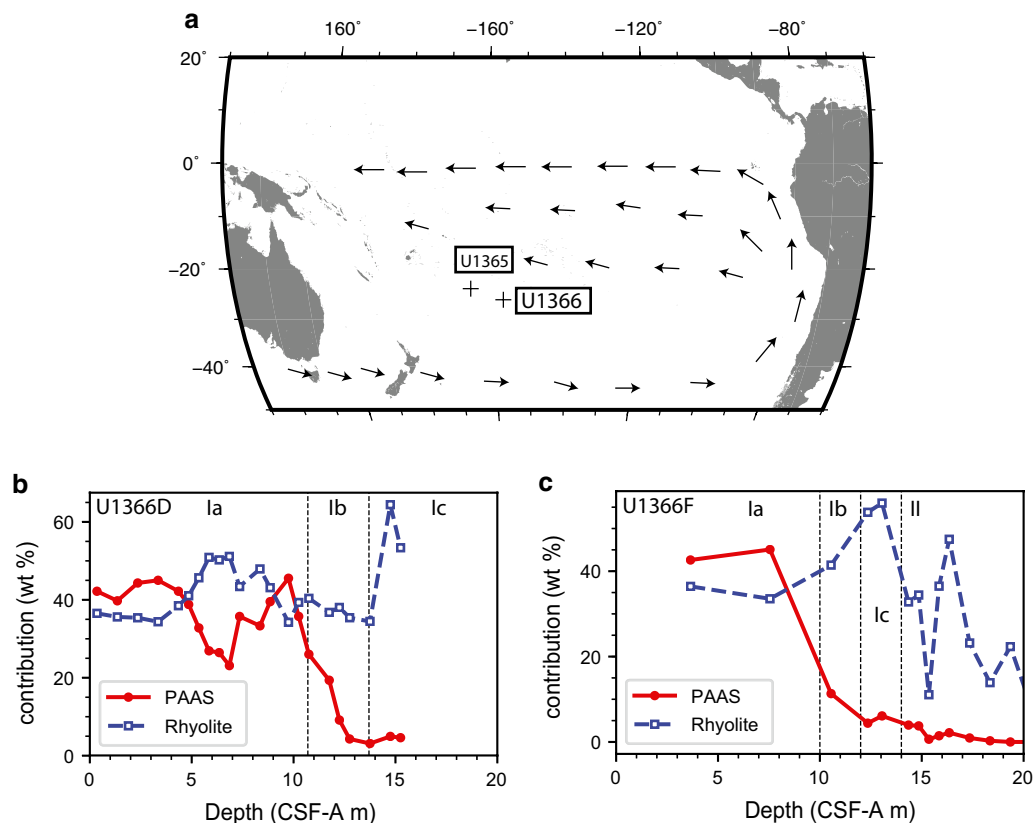 a
160° −160° −120° −80°
20°
0°
−20°
−40°
U1365
U1366
b
U1366D
Ia
Ib
Ic
60
40
20
0
contribution (wt %)
PAAS
Rhyolite
0 5 10 15 20
Depth (CSF-A m)
c
U1366F
Ia
Ib
II
Ic
40
20
0
contribution (wt %)
PAAS
Rhyolite
0 5 10 15 20
Depth (CSF-A m)